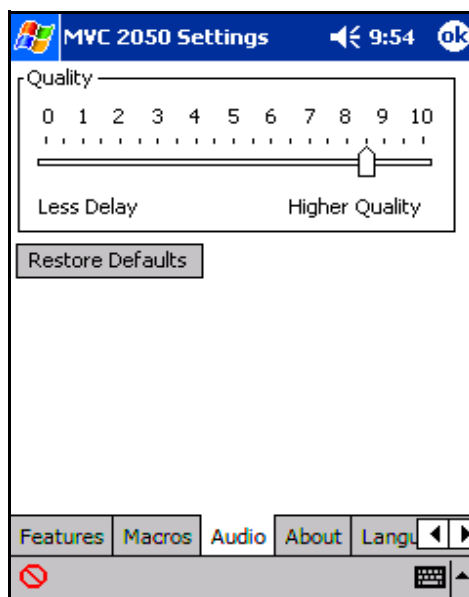 MVC 2050 Settings 9:54 ok
Quality
0 1 2 3 4 5 6 7 8 9 10
Less Delay Higher Quality
Restore Defaults
Features Macros Audio About Langu